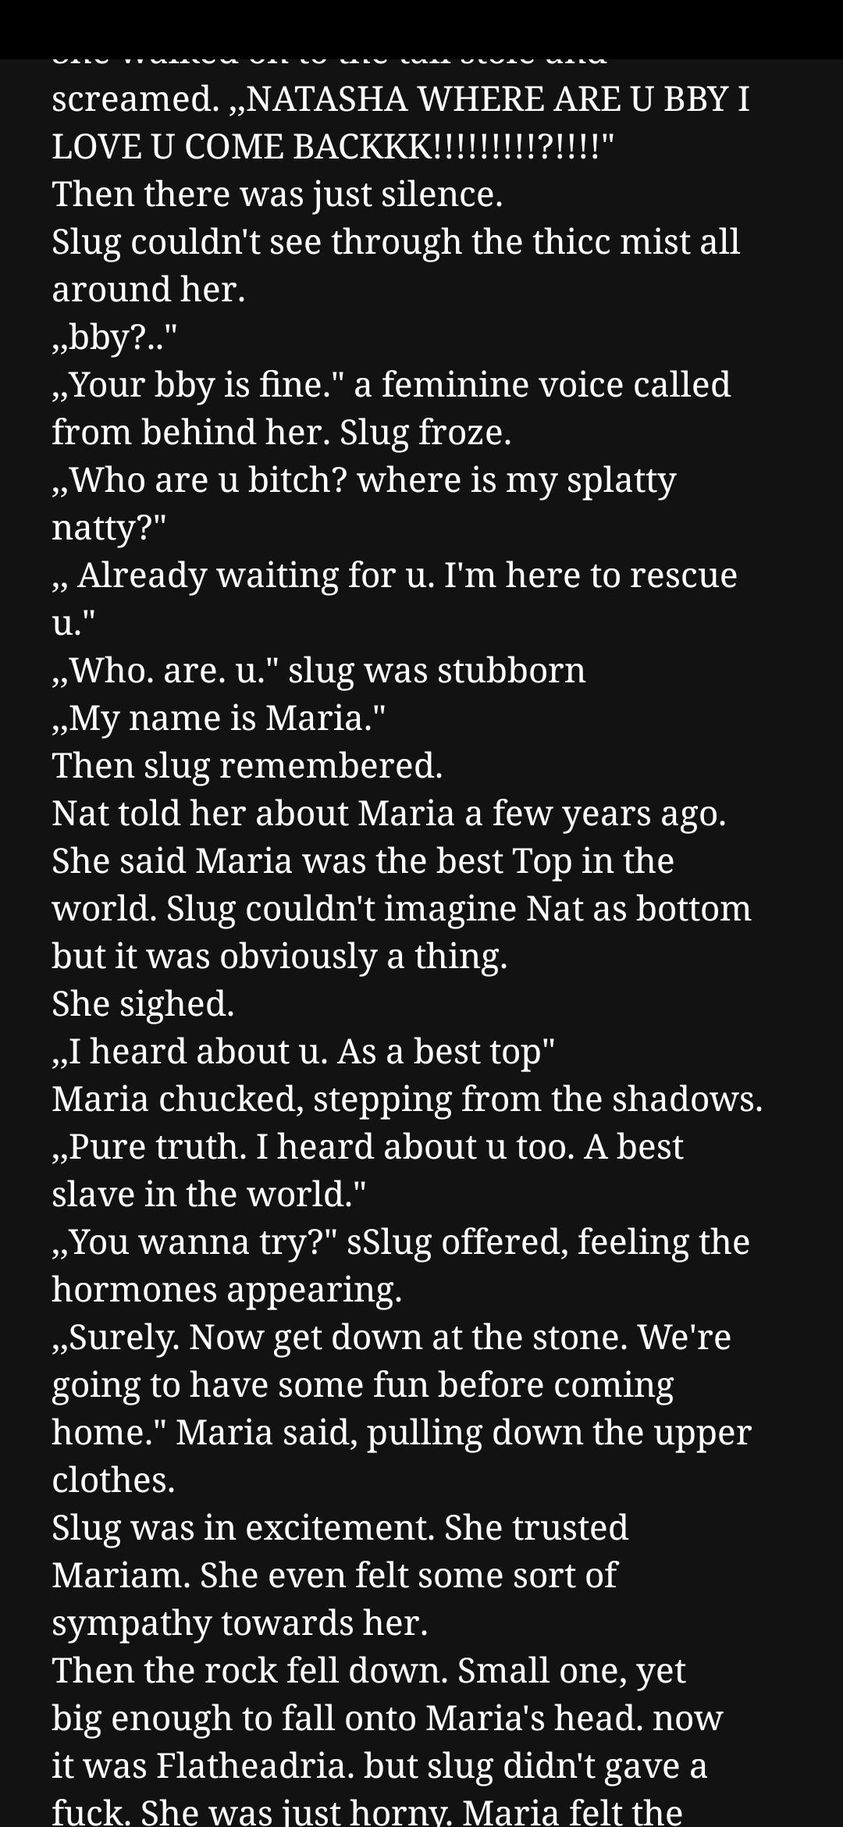 She walked on to the tall stole and
screamed. ,,NATASHA WHERE ARE U BBY I
LOVE U COME BACKKK!!!!!!!!!?!!!!"
Then there was just silence.
Slug couldn't see through the thicc mist all
around her.
,,bby?.."
,,Your bby is fine." a feminine voice called
from behind her. Slug froze.
,,Who are u bitch? where is my splatty
natty?"
,, Already waiting for u. I'm here to rescue
u."
,,Who. are. u." slug was stubborn
,,My name is Maria."
Then slug remembered.
Nat told her about Maria a few years ago.
She said Maria was the best Top in the
world. Slug couldn't imagine Nat as bottom
but it was obviously a thing.
She sighed.
,,I heard about u. As a best top"
Maria chucked, stepping from the shadows.
,,Pure truth. I heard about u too. A best
slave in the world."
,,You wanna try?" sSlug offered, feeling the
hormones appearing.
,,Surely. Now get down at the stone. We're
going to have some fun before coming
home." Maria said, pulling down the upper
clothes.
Slug was in excitement. She trusted
Mariam. She even felt some sort of
sympathy towards her.
Then the rock fell down. Small one, yet
big enough to fall onto Maria's head. now
it was Flatheadria. but slug didn't gave a
fuck. She was just horny. Maria felt the